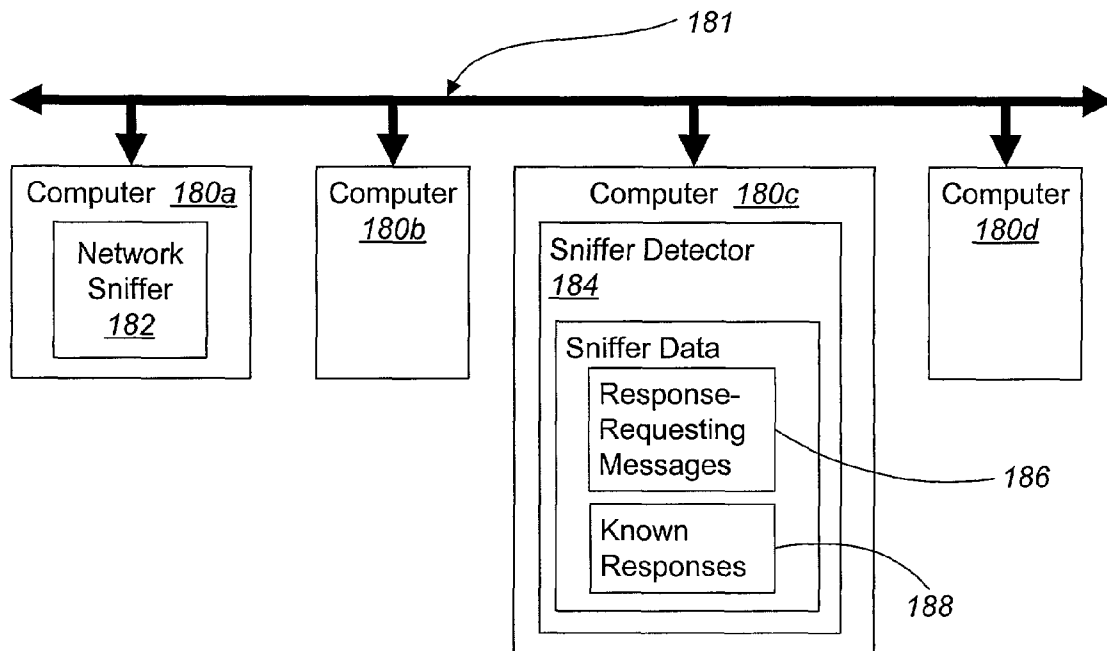 181
Computer 180a
Network
Sniffer
182
Computer
180b
Computer 180c
Sniffer Detector
184
Sniffer Data
Response-
Requesting
Messages
Known
Responses
186
188
Computer
180d